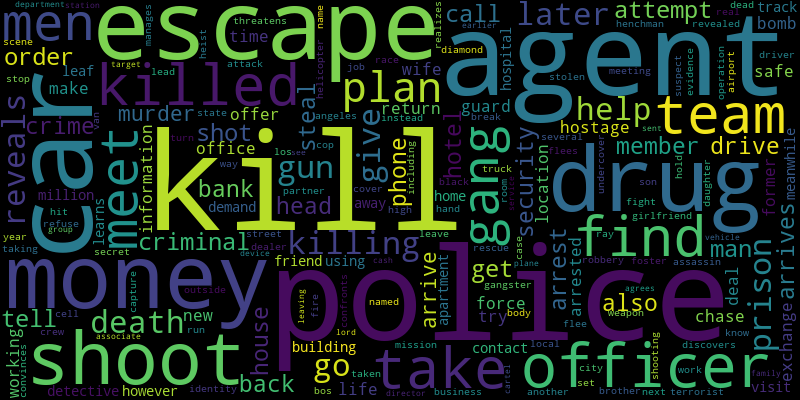 men
escape
agent
call
later
attempt
track
bomb
order
time
killed
plan
wife
hospital
henchman
safe
driver
car
reveals
crime
leaf
make
murder
offer
steal
return
guard
help
team
hostage
member
drive
meet
information
shot
office
gun
give
phone
hotel
gang
security
location
drug
former
meanwhile
kill
bank
head
home
million
learns
demand
away
criminal
killing
friend
using
arrive
apartment
get
force
try
find
man
arrest
arrested
deal
prison
arrives
exchange
money
police
also
chase
tell
death
new
house
building
go
life
shoot
take
officer
contact
working
detective
however
back
visit
department
station
scene
stop
manages
threatens
heist
name
helicopter
realizes
earlier
diamond
dead
revealed
real
suspect
evidence
operation
airport
target
attack
job
race
lead
state
van
turn
way
los
angeles
see
instead
cop
including
partner
cover
high
black
hand
break
truck
room
stolen
meeting
sent
several
flees
undercover
case
son
hold
daughter
fight
girlfriend
hit
refuse
group
year
taking
secret
street
dealer
device
leave
rescue
plane
gangster
body
fray
vehicle
robbery
foster
assassin
agrees
weapon
flee
know
discovers
shooting
outside
cell
capture
crew
run
associate
convinces
identity
leaving
fire
confronts
named
cash
lord
bos
taken
mission
director
business
cartel
local
city
set
work
another
brother
next
terrorist
family